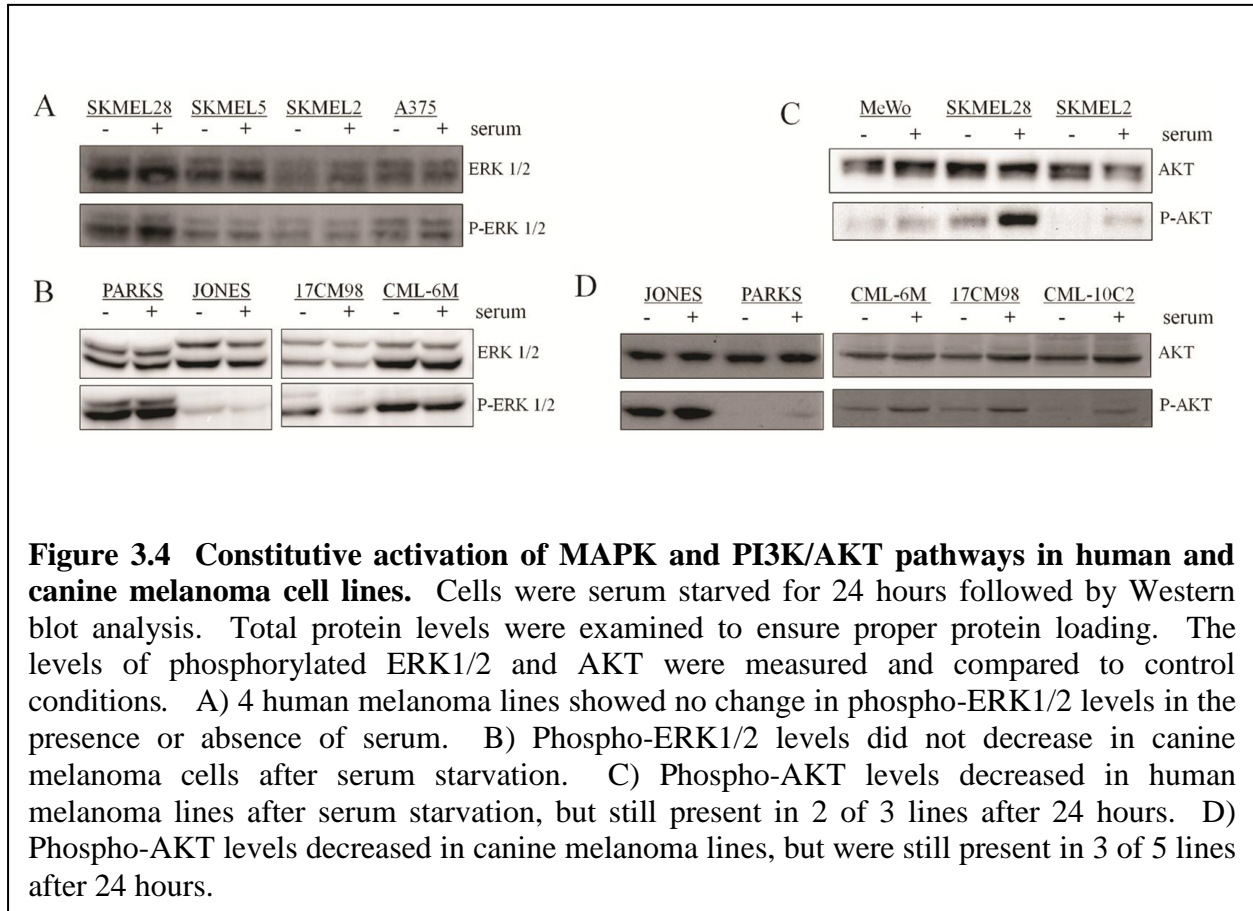 A
SKMEL28 SKMEL5 SKMEL2 A375
- + - + - + - + serum
ERK 1/2
P-ERK 1/2
C
MeWo SKMEL28 SKMEL2
- + - + - + serum
AKT
P-AKT
B
PARKS JONES 17CM98 CML-6M
- + - + - + - + serum
ERK 1/2
P-ERK 1/2
D
JONES PARKS CML-6M 17CM98 CML-10C2
- + - + - + - + - + serum
AKT
P-AKT
Figure 3.4 Constitutive activation of MAPK and PI3K/AKT pathways in human and
canine melanoma cell lines. Cells were serum starved for 24 hours followed by Western
blot analysis. Total protein levels were examined to ensure proper protein loading. The
levels of phosphorylated ERK1/2 and AKT were measured and compared to control
conditions. A) 4 human melanoma lines showed no change in phospho-ERK1/2 levels in the
presence or absence of serum. B) Phospho-ERK1/2 levels did not decrease in canine
melanoma cells after serum starvation. C) Phospho-AKT levels decreased in human
melanoma lines after serum starvation, but still present in 2 of 3 lines after 24 hours. D)
Phospho-AKT levels decreased in canine melanoma lines, but were still present in 3 of 5 lines
after 24 hours.